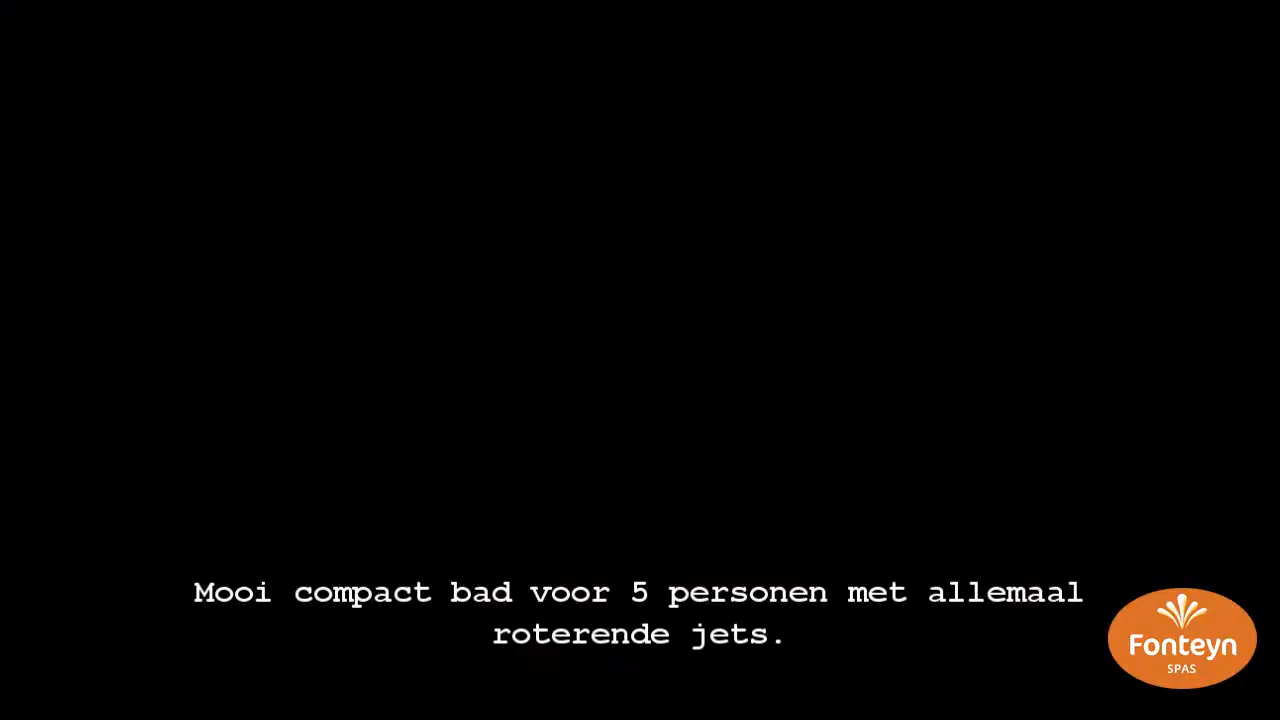 Mooi compact bad voor 5 personen met allemaal
roterende jets.
Fonteyn
SPAS